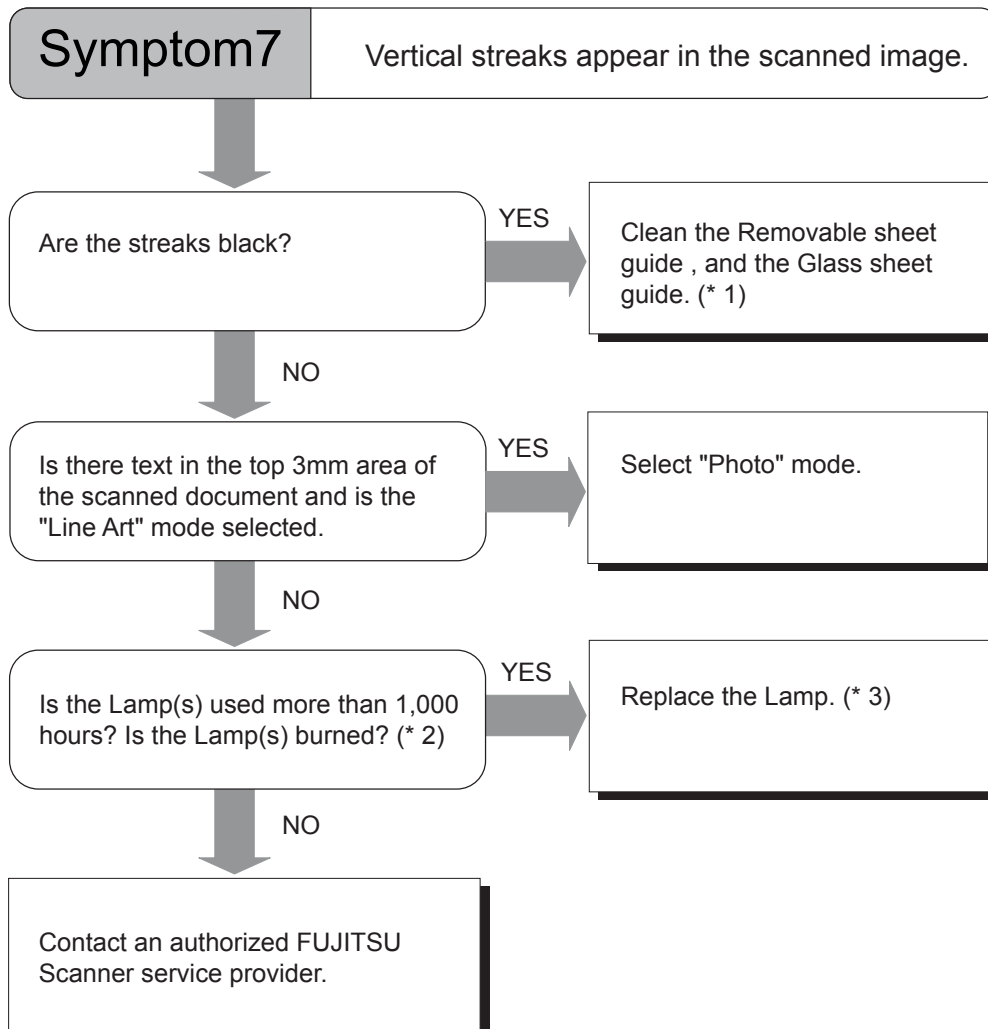 Symptom7
Vertical streaks appear in the scanned image.
Are the streaks black?
YES
Clean the Removable sheet
guide , and the Glass sheet
guide. (* 1)
NO
Is there text in the top 3mm area of
the scanned document and is the
"Line Art" mode selected.
YES
Select "Photo" mode.
NO
Is the Lamp(s) used more than 1,000
hours? Is the Lamp(s) burned? (* 2)
YES
Replace the Lamp. (* 3)
NO
Contact an authorized FUJITSU
Scanner service provider.